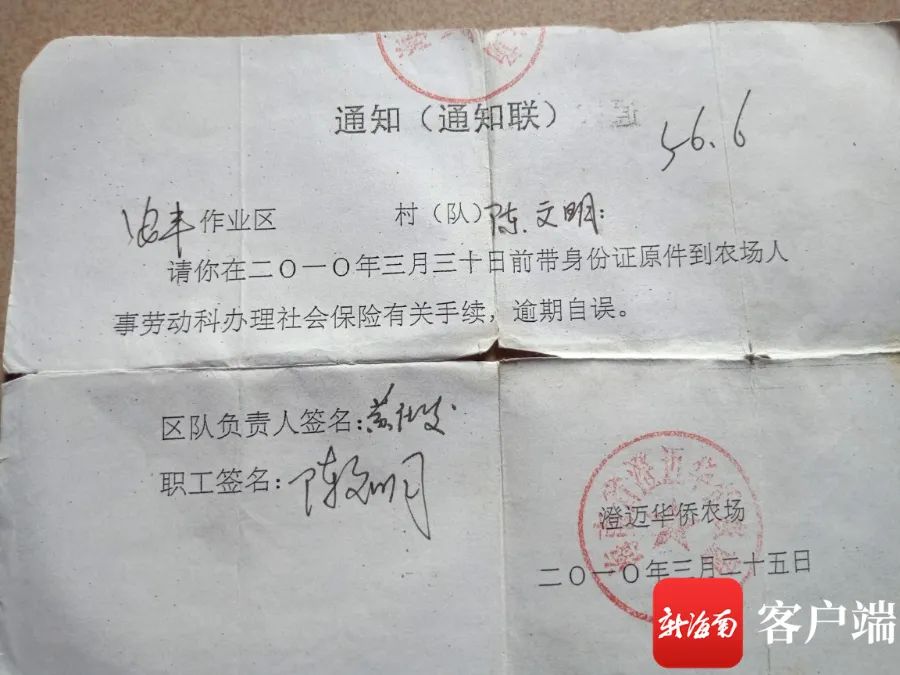 通知（通知联）
56.6
作业区 村（队）陈文明：
请你在二〇一〇年三月三十日前带身份证原件到农场人
事劳动科办理社会保险有关手续，逾期自误。
区队负责人签名：
职工签名：陈文明
澄迈华侨农场
二〇一〇年三月二十五日
新海南 客户端